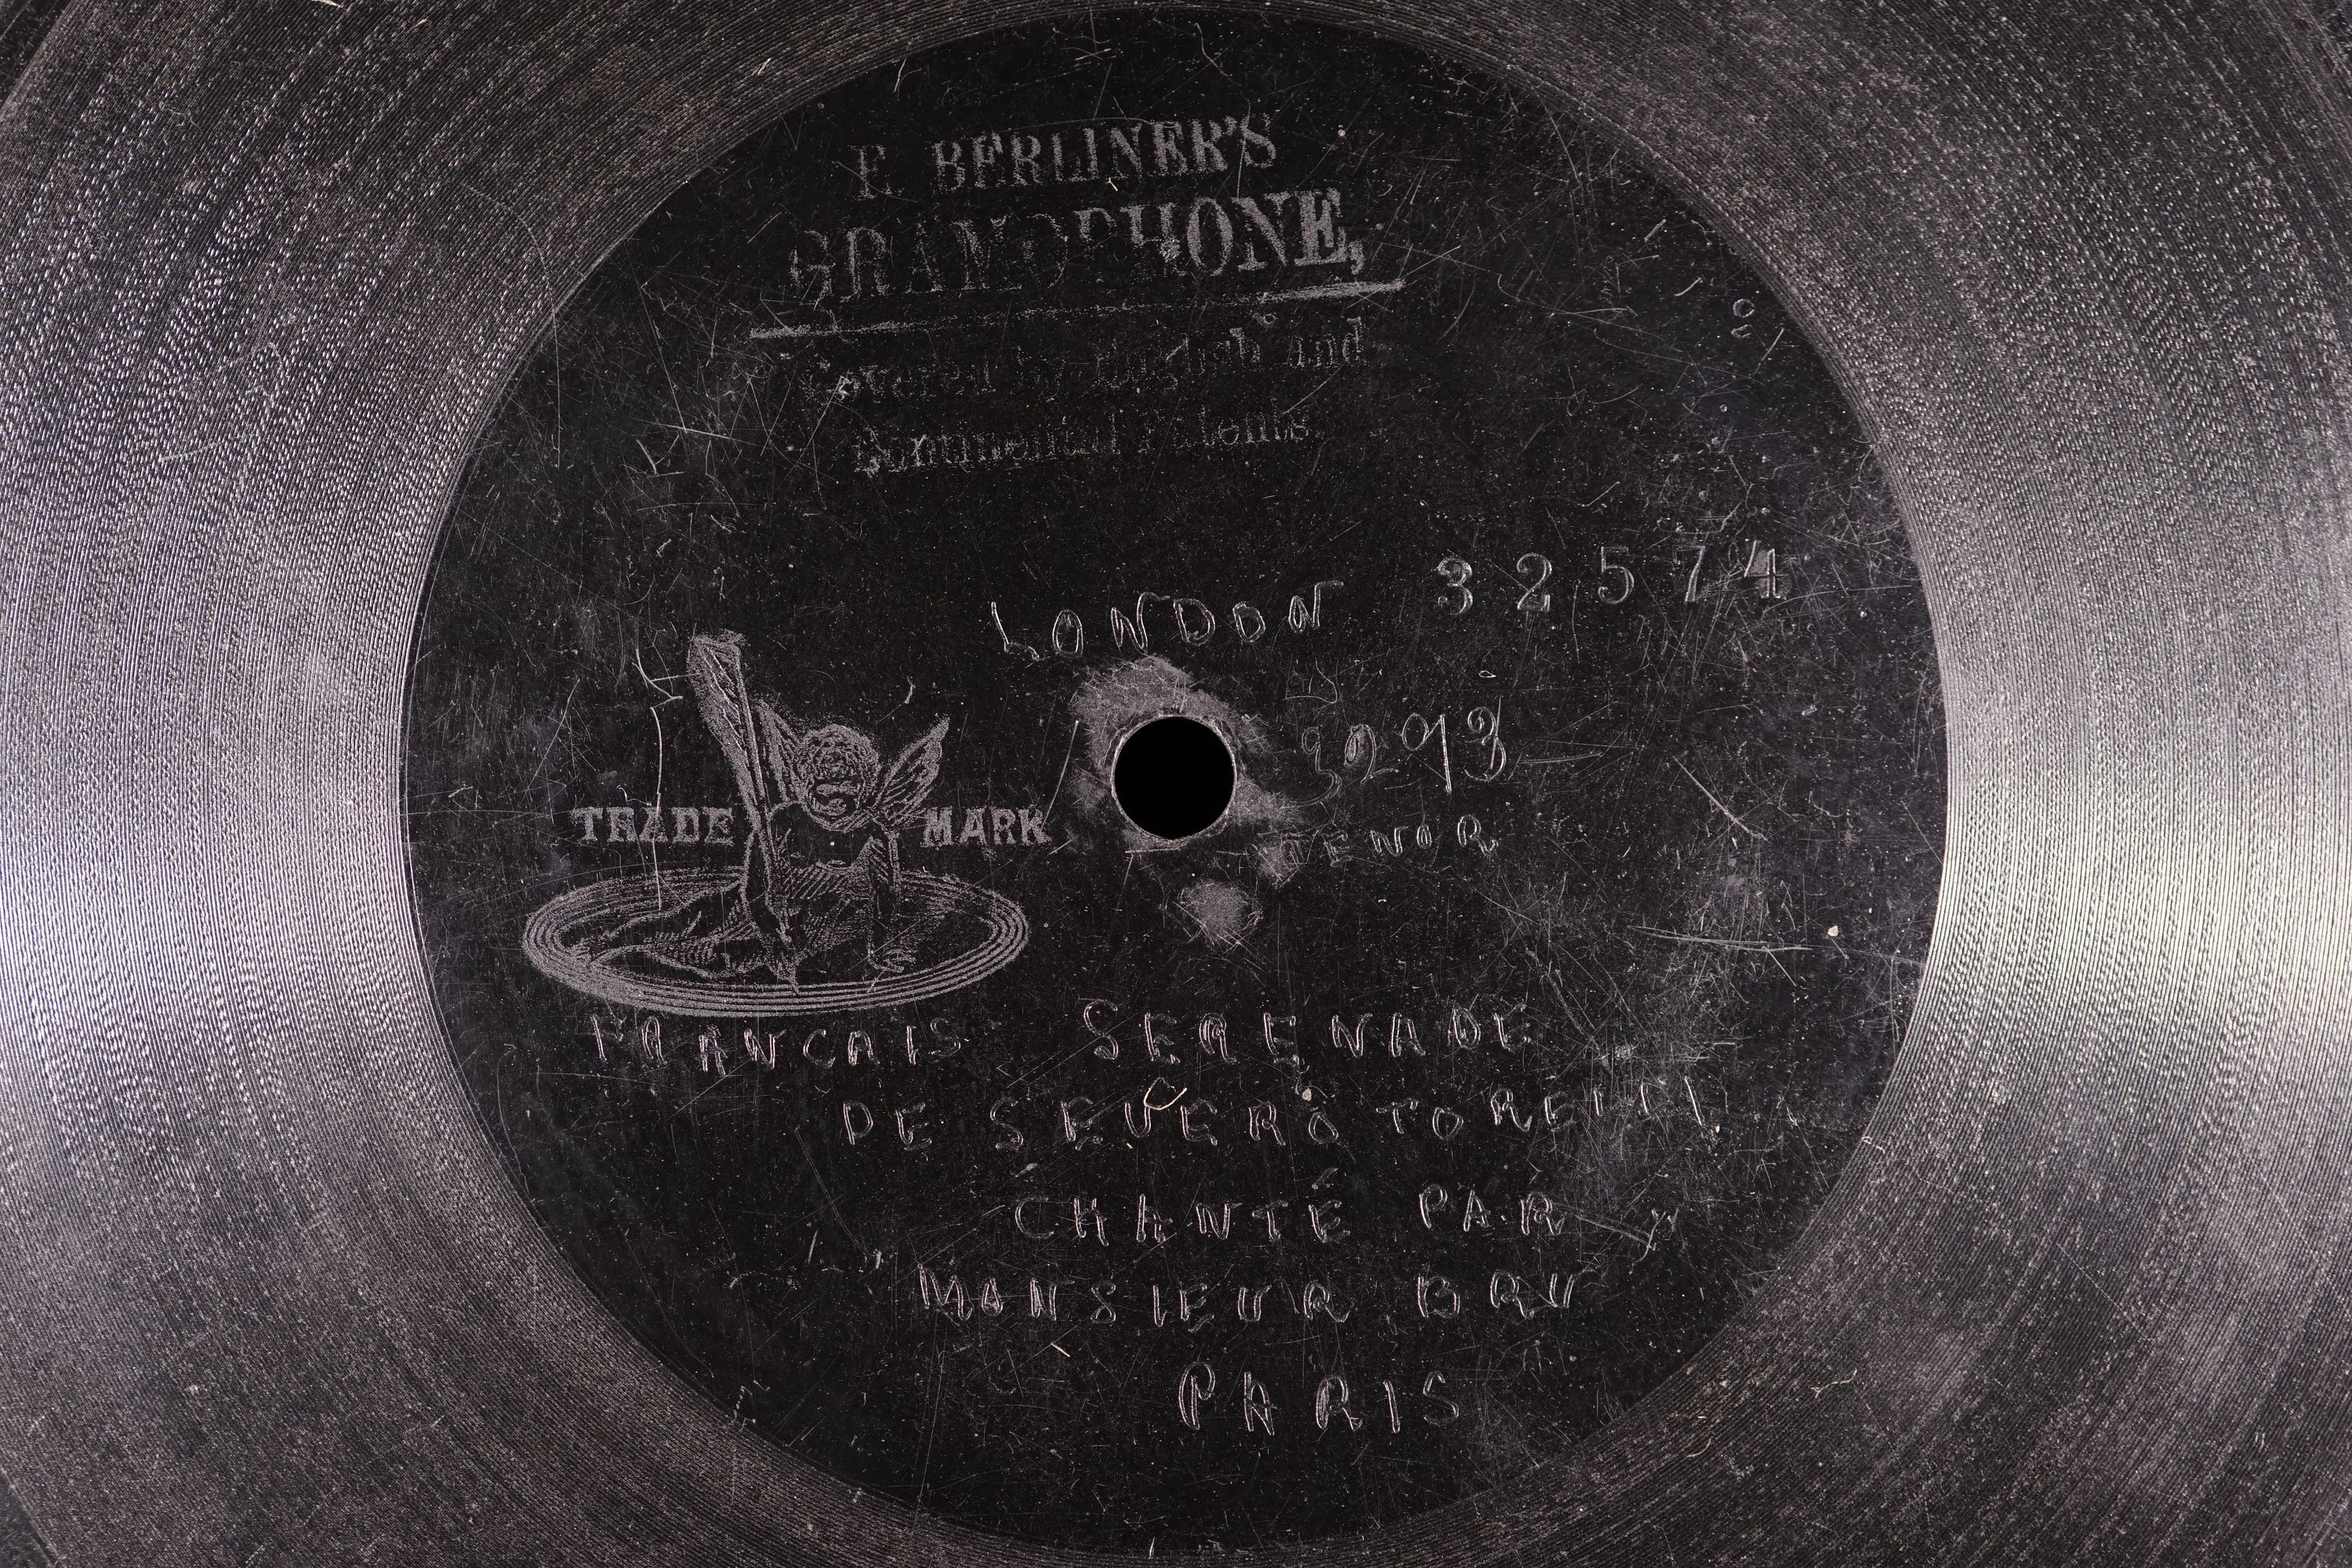 E. BERLINER'S
GRAMOPHONE,
Covered by English and
Continental Patents.
32574
LONDON
3293
TRADE MARK
TENOR
FRANCAIS SERENADE
DE SEVERO TORELLI
CHANTÉ PAR
MONSIEUR BRU
PARIS